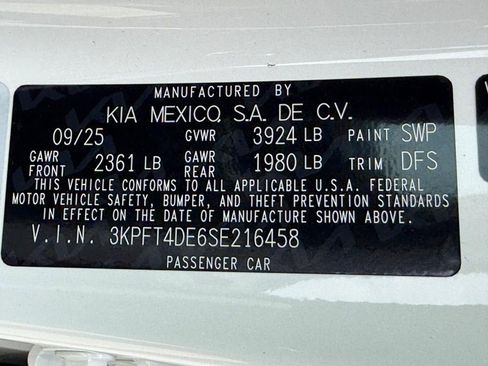 MANUFACTURED BY
KIA MEXICO, S.A. DE C.V.
09/25 GVWR 3924 LB PAINT SWP
GAWR FRONT 2361 LB GAWR REAR 1980 LB TRIM DFS
THIS VEHICLE CONFORMS TO ALL APPLICABLE U.S.A. FEDERAL
MOTOR VEHICLE SAFETY, BUMPER, AND THEFT PREVENTION STANDARDS
IN EFFECT ON THE DATE OF MANUFACTURE SHOWN ABOVE.
V.I.N. 3KPFT4DE6SE216458
PASSENGER CAR